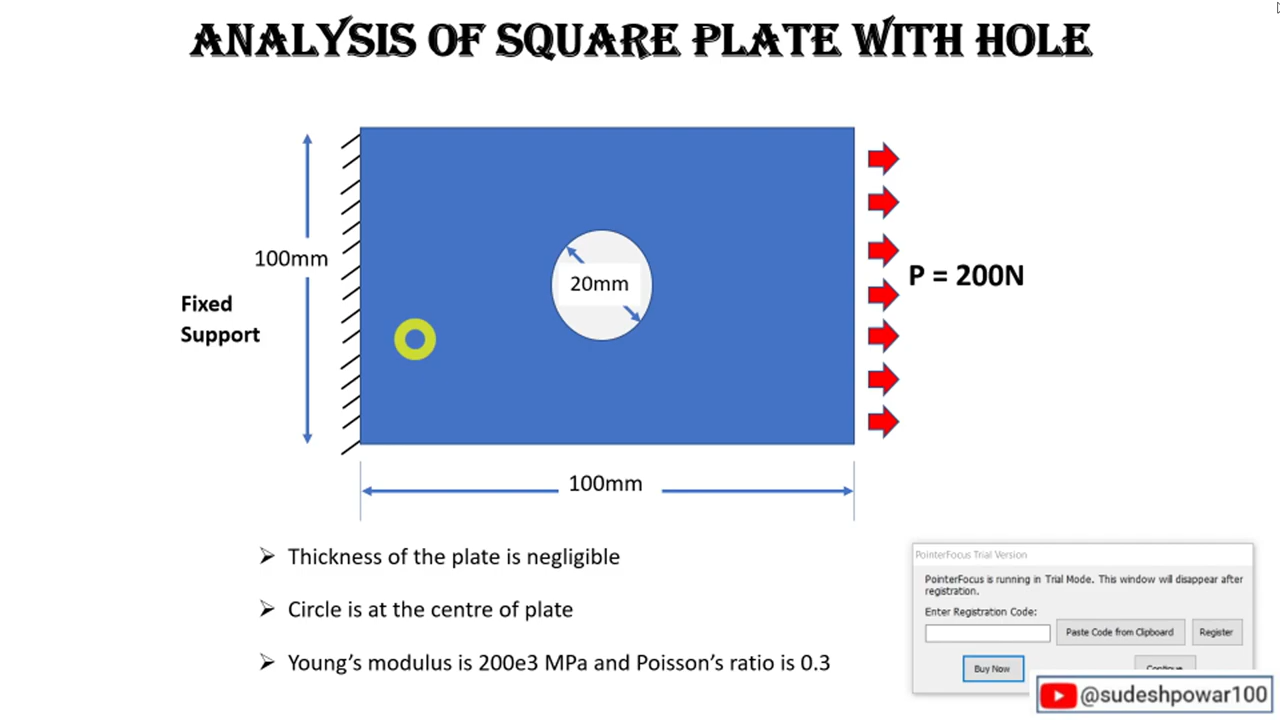 ANALYSIS OF SQUARE PLATE WITH HOLE
100mm
Fixed
Support
20mm
P = 200N
100mm
Thickness of the plate is negligible
Circle is at the centre of plate
Young's modulus is 200e3 MPa and Poisson's ratio is 0.3
PointerFocus Trial Version
PointerFocus is running in Trial Mode. This window will disappear after
registration.
Enter Registration Code:
Paste Code from Clipboard
Register
Buy Now
Continue
@sudeshpowar100